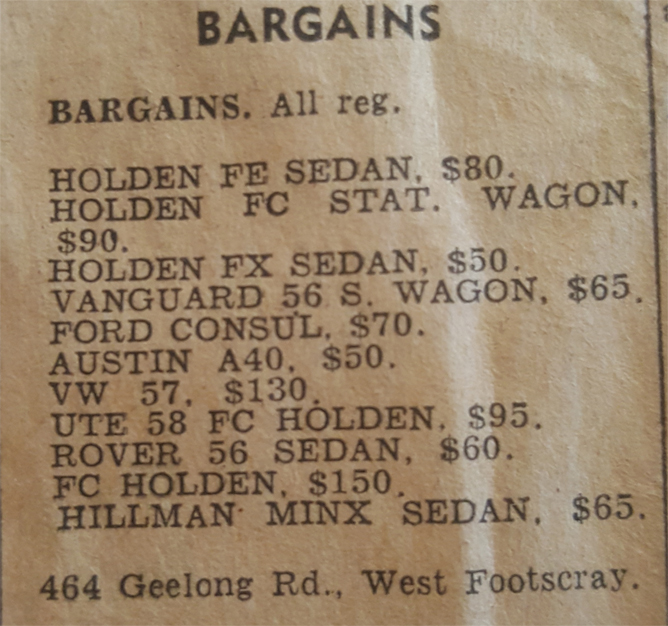 BARGAINS
BARGAINS. All reg.
HOLDEN FE SEDAN, $80.
HOLDEN FC STAT. WAGON,
$90.
HOLDEN FX SEDAN, $50.
VANGUARD 56 S. WAGON, $65.
FORD CONSUL, $70.
AUSTIN A40, $50.
VW 57, $130.
UTE 58 FC HOLDEN, $95.
ROVER 56 SEDAN, $60.
FC HOLDEN, $150.
HILLMAN MINX SEDAN, $65.
464 Geelong Rd., West Footscray.